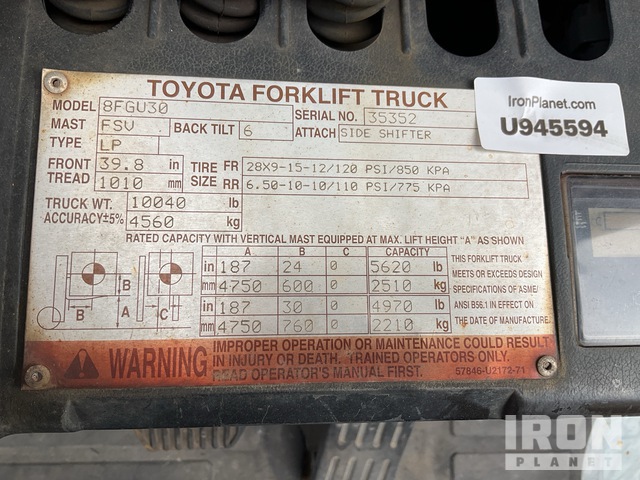 TOYOTA FORKLIFT TRUCK
MODEL 8FGU30 SERIAL NO. 35352
MAST FSV BACK TILT 6 ATTACH SIDE SHIFTER
TYPE LP
FRONT 39.8 in TIRE FR 28X9-15-12/120 PSI/850 KPA
TREAD 1010 mm SIZE RR 6.50-10-10/110 PSI/775 KPA
TRUCK WT. 10040 lb
ACCURACY±5% 4560 kg
RATED CAPACITY WITH VERTICAL MAST EQUIPPED AT MAX. LIFT HEIGHT "A" AS SHOWN
A B C CAPACITY
in 187 24 0 5620 lb
mm 4750 600 0 2510 kg
in 187 30 0 4970 lb
mm 4750 760 0 2210 kg
THIS FORKLIFT TRUCK
MEETS OR EXCEEDS DESIGN
SPECIFICATIONS OF ASME/
ANSI B56.1 IN EFFECT ON
THE DATE OF MANUFACTURE.
B
B A C
WARNING
IMPROPER OPERATION OR MAINTENANCE COULD RESULT
IN INJURY OR DEATH. TRAINED OPERATORS ONLY.
READ OPERATOR'S MANUAL FIRST.
57846-U2172-71
IronPlanet.com
U945594
IRON
PLANET